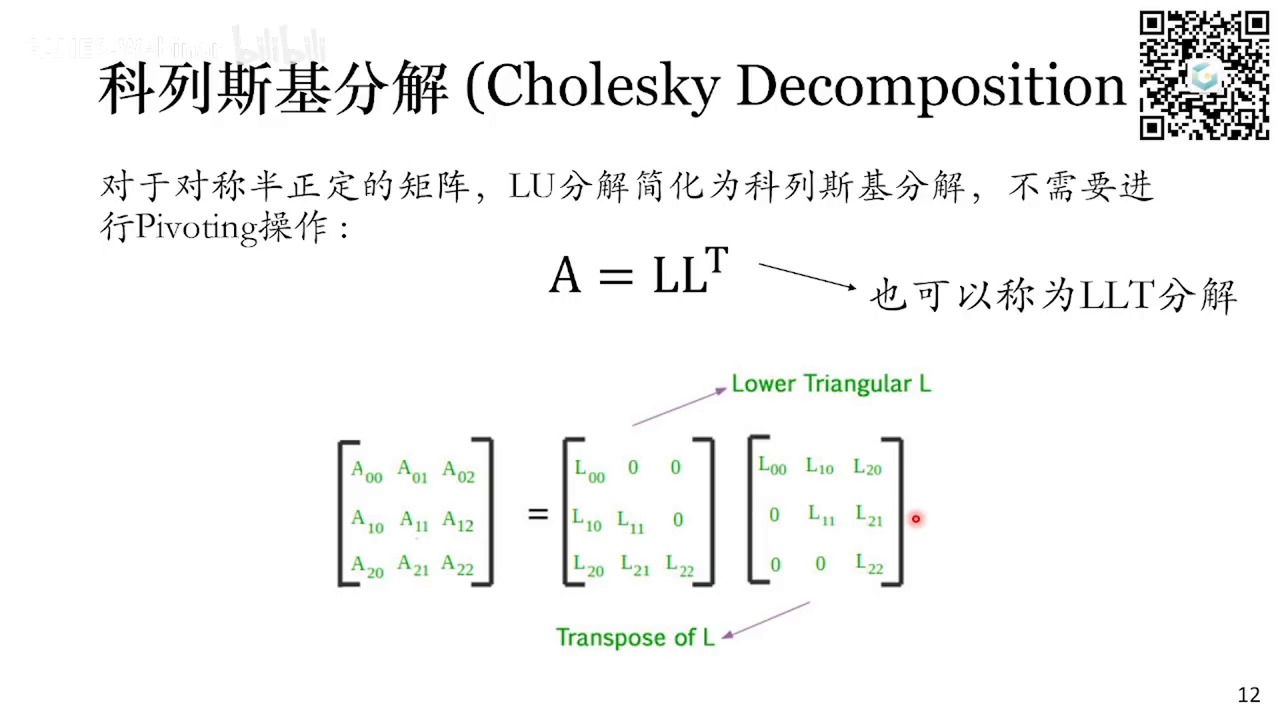 bilibili
科列斯基分解 (Cholesky Decomposition
对于对称半正定的矩阵，LU分解简化为科列斯基分解，不需要进
行Pivoting操作：
A = LLᵀ
也可以称为LLT分解
Lower Triangular L
A₀₀ A₀₁ A₀₂ L₀₀ 0 0 L₀₀ L₁₀ L₂₀
A₁₀ A₁₁ A₁₂ = L₁₀ L₁₁ 0 0 L₁₁ L₂₁
A₂₀ A₂₁ A₂₂ L₂₀ L₂₁ L₂₂ 0 0 L₂₂
Transpose of L
12